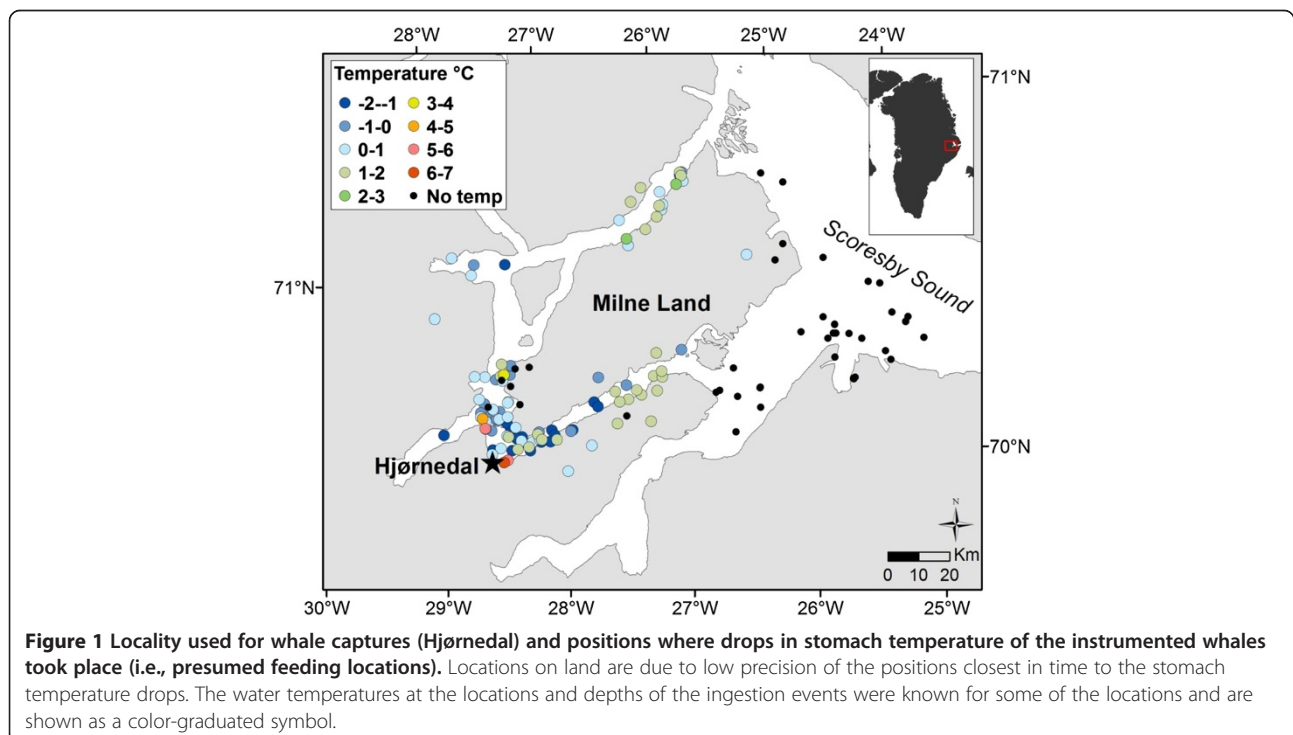 28°W 27°W 26°W 25°W 24°W
Temperature °C
-2--1 3-4
-1-0 4-5
0-1 5-6
1-2 6-7
2-3 No temp
71°N
Scoresby Sound
71°N
Milne Land
Hjørnedal
70°N
N
Km
0 10 20
30°W 29°W 28°W 27°W 26°W 25°W
Figure 1 Locality used for whale captures (Hjørnedal) and positions where drops in stomach temperature of the instrumented whales
took place (i.e., presumed feeding locations). Locations on land are due to low precision of the positions closest in time to the stomach
temperature drops. The water temperatures at the locations and depths of the ingestion events were known for some of the locations and are
shown as a color-graduated symbol.